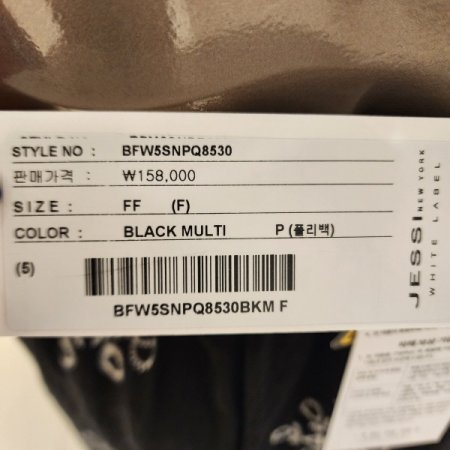 STYLE NO : BFW5SNPQ8530
판매가격 : ₩158,000
SIZE : FF (F)
COLOR : BLACK MULTI P (폴리백)
(5)
BFW5SNPQ8530BKM F
JESSI NEW YORK
WHITE LABEL